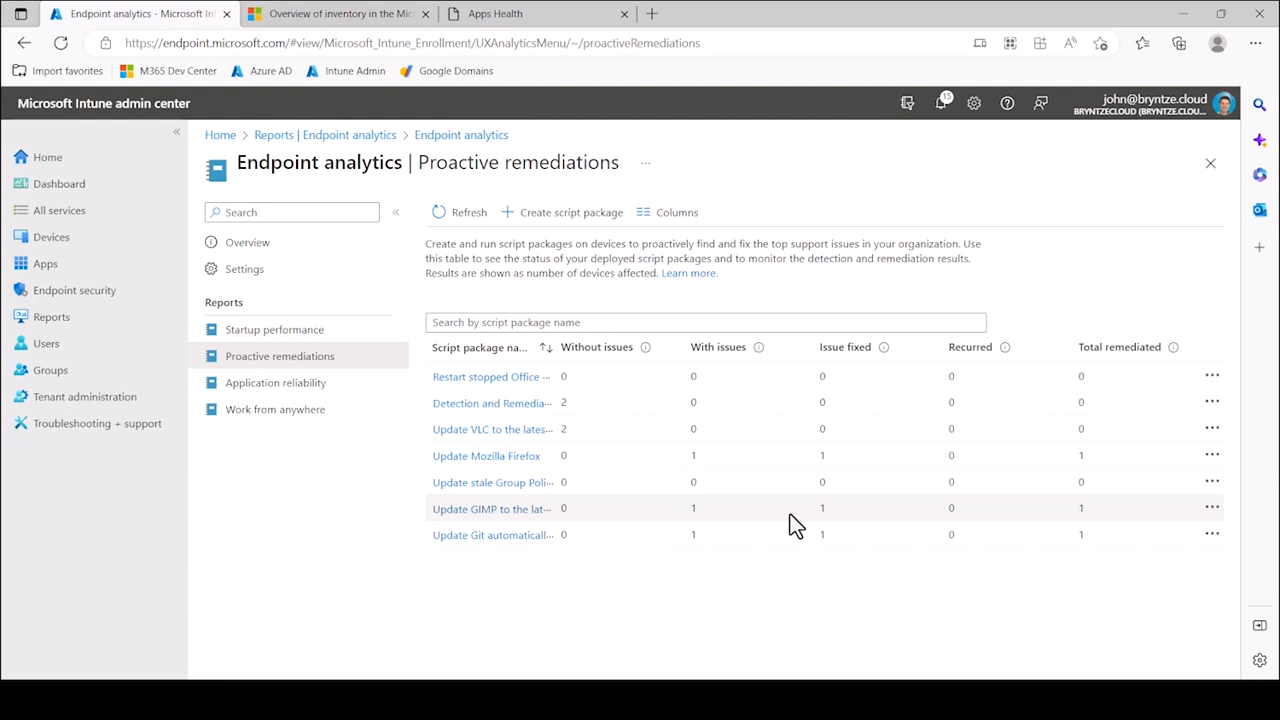 Endpoint analytics - Microsoft Int
Overview of inventory in the Mic
Apps Health
https://endpoint.microsoft.com/#view/Microsoft_Intune_Enrollment/UXAnalyticsMenu/~/proactiveRemediations
Import favorites
M365 Dev Center
Azure AD
Intune Admin
Google Domains
Microsoft Intune admin center
15
john@bryntze.cloud
BRYNTZECLOUD (BRYNTZE.CLOU...
Home
Dashboard
All services
Devices
Apps
Endpoint security
Reports
Users
Groups
Tenant administration
Troubleshooting + support
Home > Reports | Endpoint analytics > Endpoint analytics
Endpoint analytics | Proactive remediations ...
Search
Overview
Settings
Reports
Startup performance
Proactive remediations
Application reliability
Work from anywhere
Refresh + Create script package Columns
Create and run script packages on devices to proactively find and fix the top support issues in your organization. Use
this table to see the status of your deployed script packages and to monitor the detection and remediation results.
Results are shown as number of devices affected. Learn more.
Search by script package name
Script package na... Without issues With issues Issue fixed Recurred Total remediated
Restart stopped Office ... 0 0 0 0 0 ...
Detection and Remedia... 2 0 0 0 0 ...
Update VLC to the lates... 2 0 0 0 0 ...
Update Mozilla Firefox 0 1 1 0 1 ...
Update stale Group Poli... 0 0 0 0 0 ...
Update GIMP to the lat... 0 1 1 0 1 ...
Update Git automaticall... 0 1 1 0 1 ...